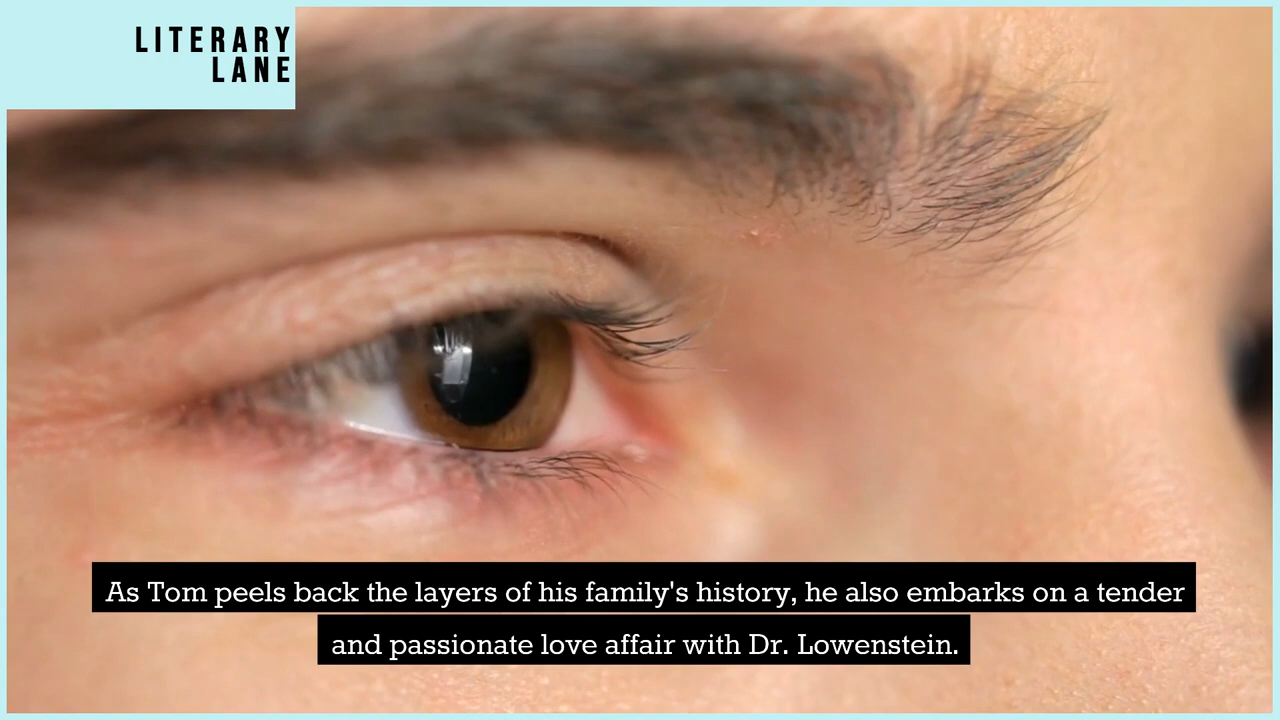 LITERARY
LANE
As Tom peels back the layers of his family's history, he also embarks on a tender
and passionate love affair with Dr. Lowenstein.